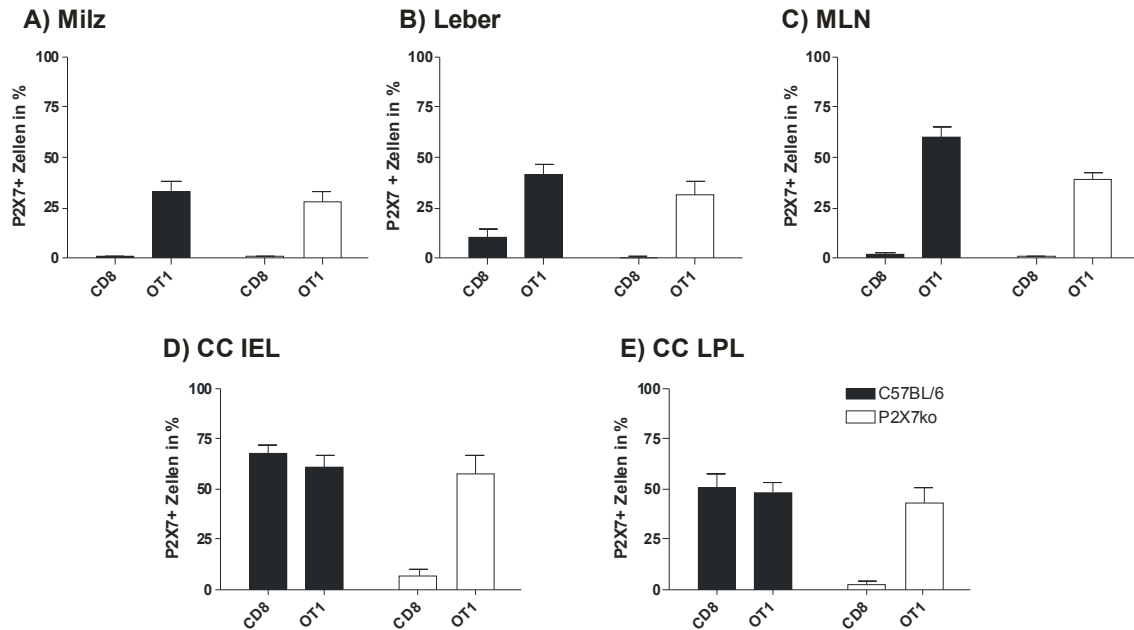 A) Milz
B) Leber
C) MLN
P2X7+ Zellen in %
100
75
50
25
0
CD8
OT1
CD8
OT1
P2X7 + Zellen in %
100
75
50
25
0
CD8
OT1
CD8
OT1
P2X7+ Zellen in %
100
75
50
25
0
CD8
OT1
CD8
OT1
D) CC IEL
E) CC LPL
P2X7+ Zellen in %
100
75
50
25
0
CD8
OT1
CD8
OT1
P2X7+ Zellen in %
100
75
50
25
0
CD8
OT1
CD8
OT1
C57BL/6
P2X7ko